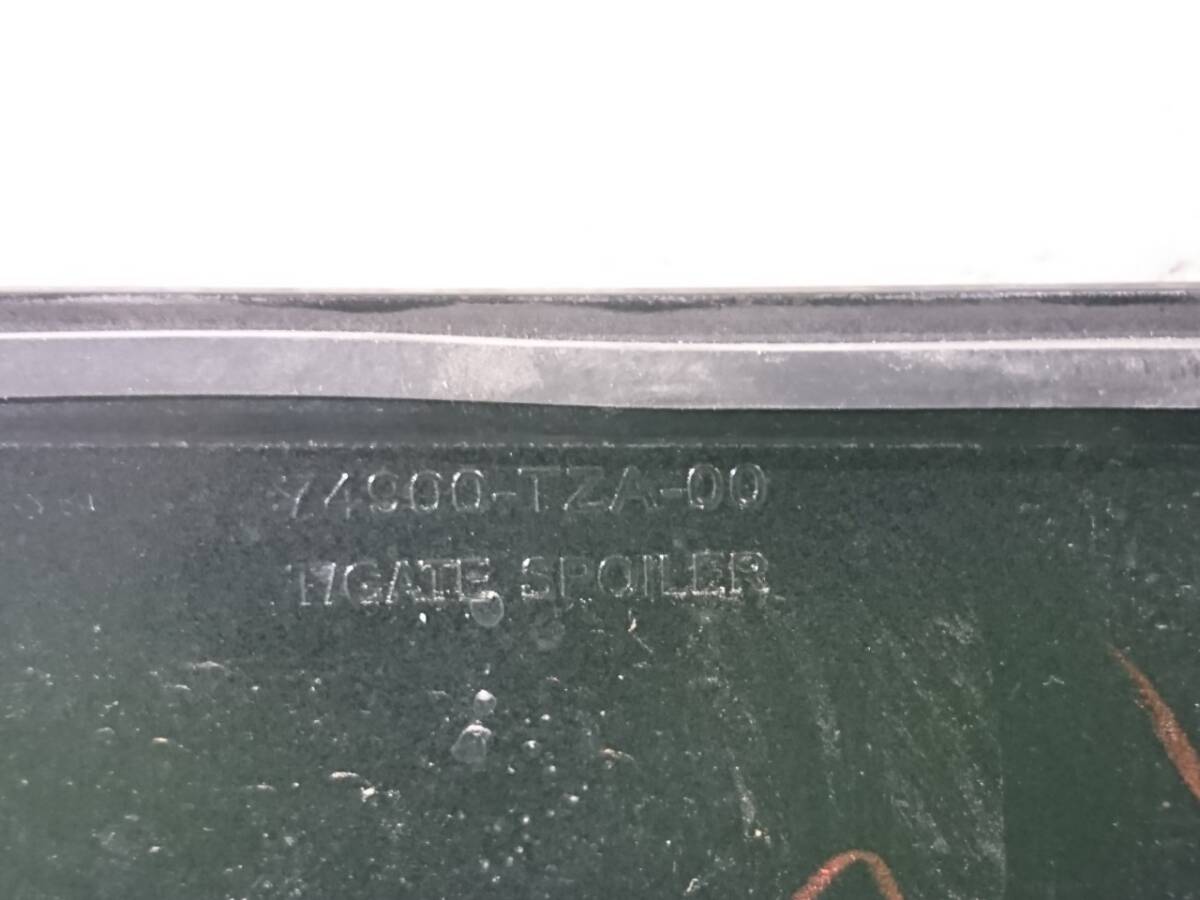 74900-TZA-00
T/GATE SPOILER